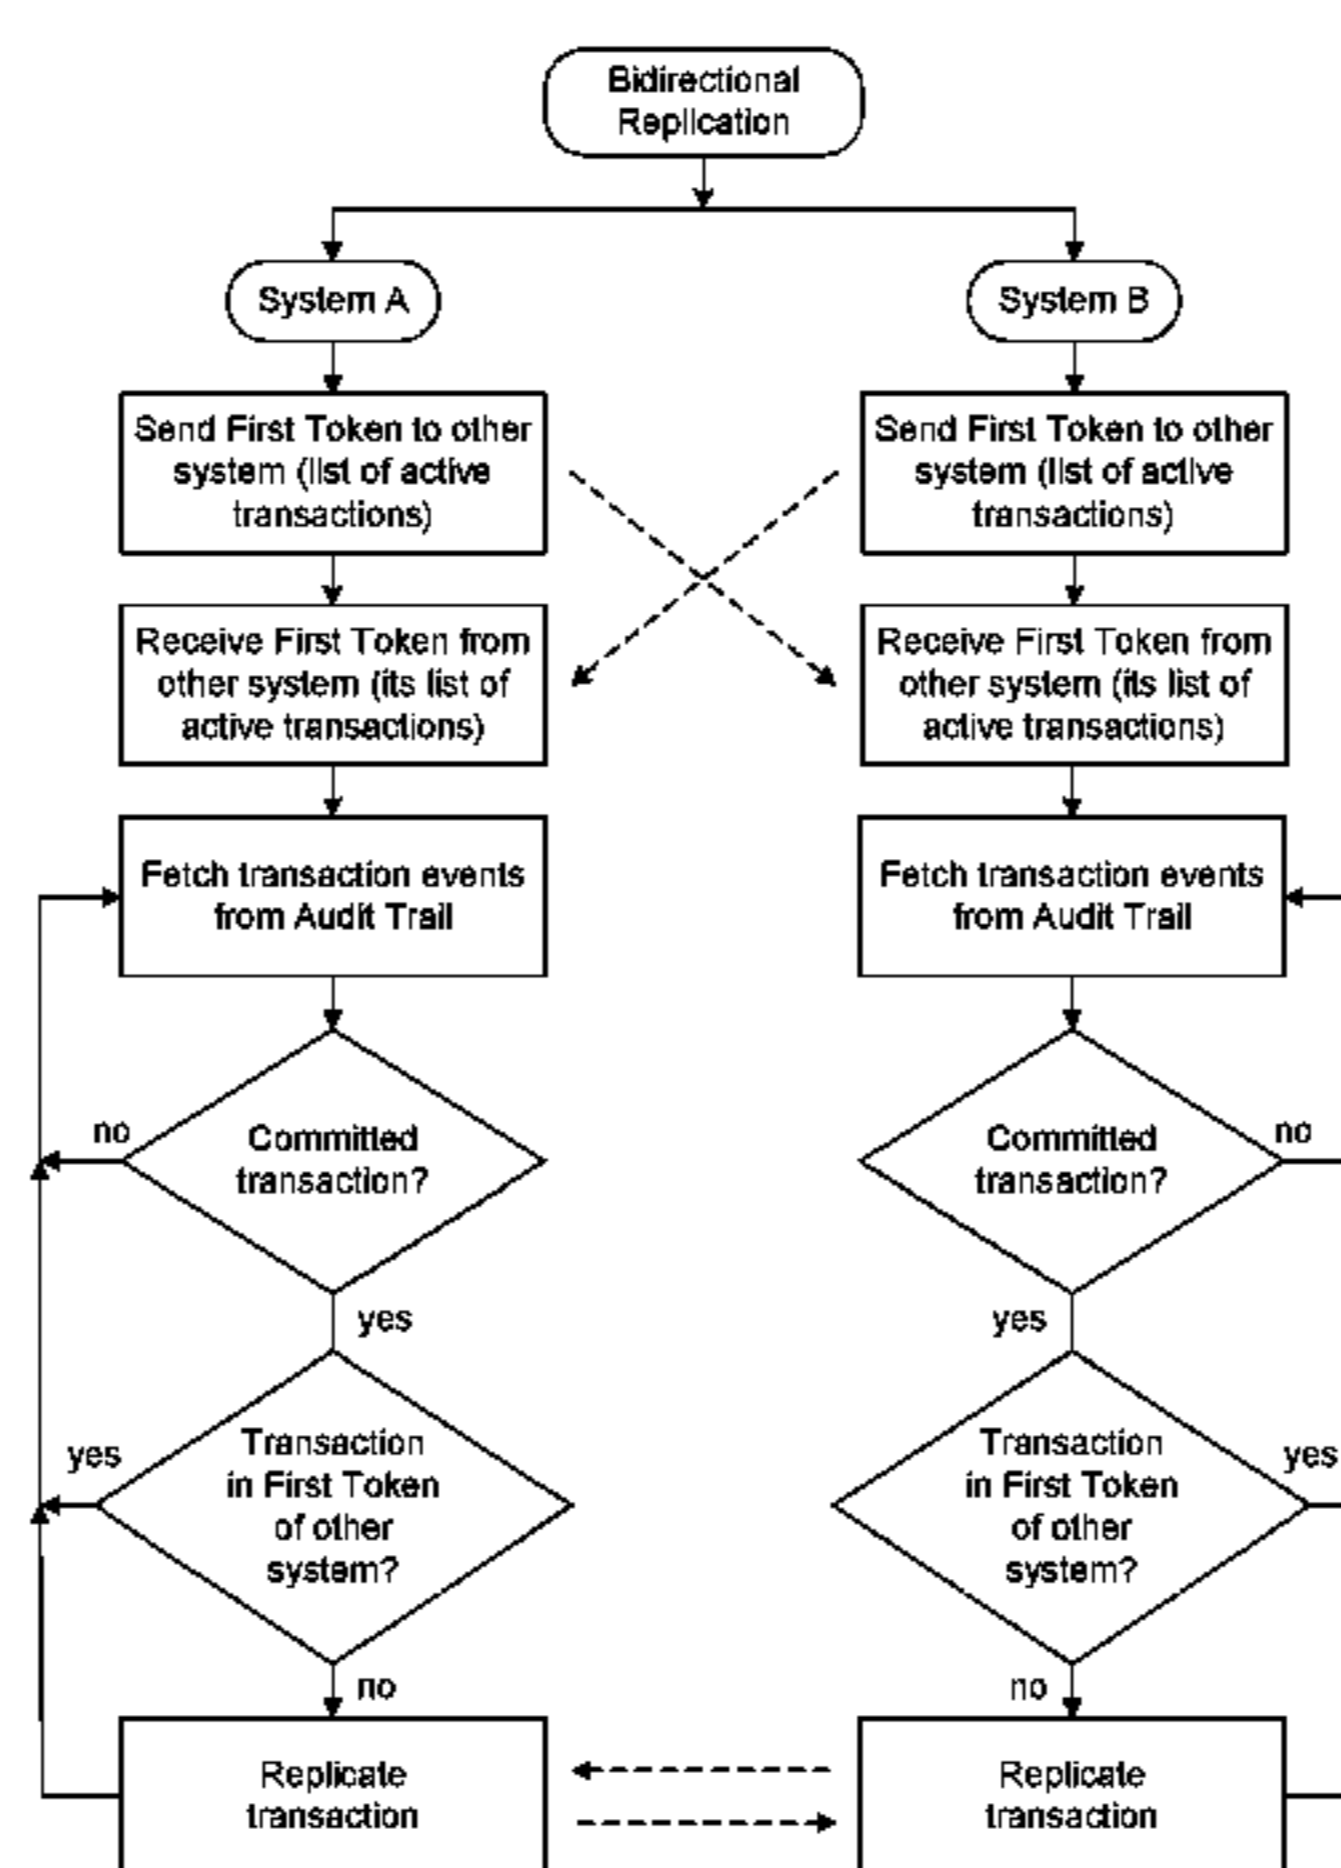 Bidirectional
Replication
System A
System B
Send First Token to other
system (list of active
transactions)
Send First Token to other
system (list of active
transactions)
Receive First Token from
other system (its list of
active transactions)
Receive First Token from
other system (its list of
active transactions)
Fetch transaction events
from Audit Trail
Fetch transaction events
from Audit Trail
no
Committed
transaction?
Committed
transaction?
no
yes
yes
yes
Transaction
in First Token
of other
system?
Transaction
in First Token
of other
system?
yes
no
no
Replicate
transaction
Replicate
transaction